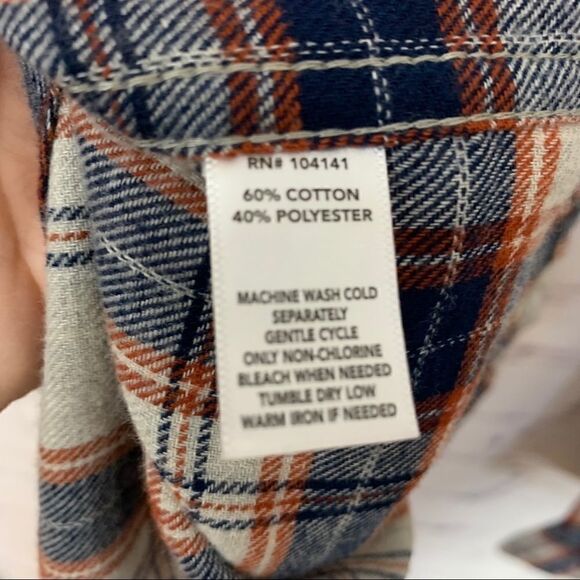 RN# 104141
60% COTTON
40% POLYESTER
MACHINE WASH COLD
SEPARATELY
GENTLE CYCLE
ONLY NON-CHLORINE
BLEACH WHEN NEEDED
TUMBLE DRY LOW
WARM IRON IF NEEDED